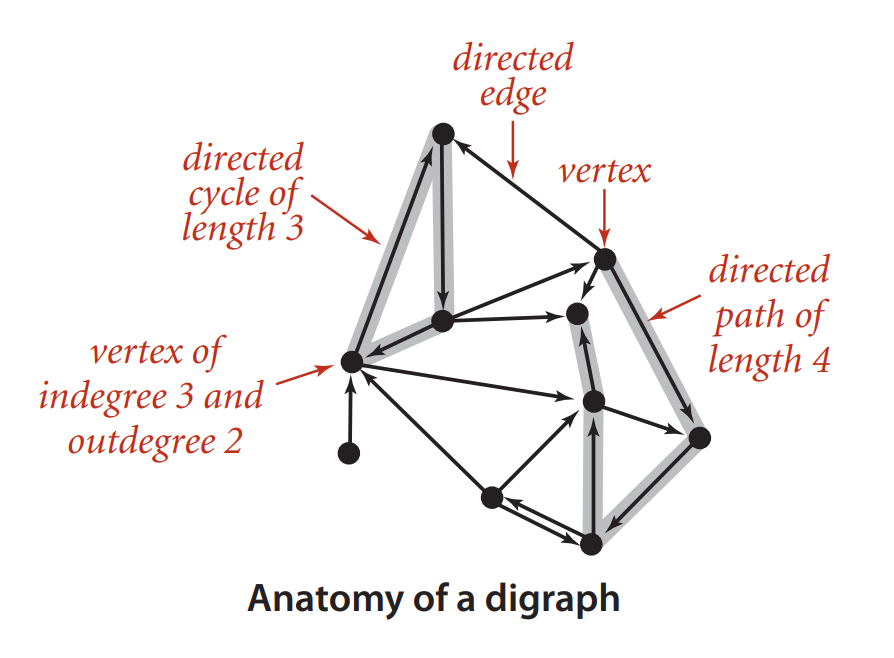 directed
edge
directed
cycle of
length 3
vertex
directed
path of
length 4
vertex of
indegree 3 and
outdegree 2
Anatomy of a digraph